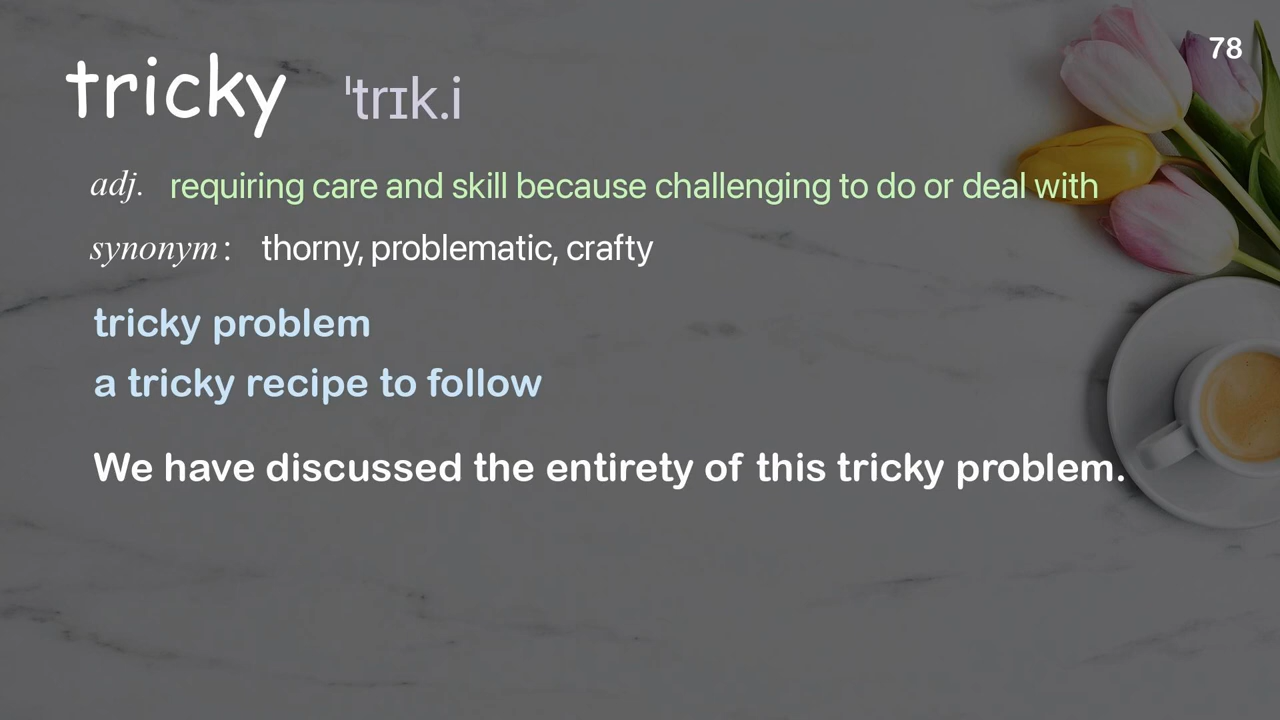 78
tricky ˈtrɪk.i
adj. requiring care and skill because challenging to do or deal with
synonym: thorny, problematic, crafty
tricky problem
a tricky recipe to follow
We have discussed the entirety of this tricky problem.